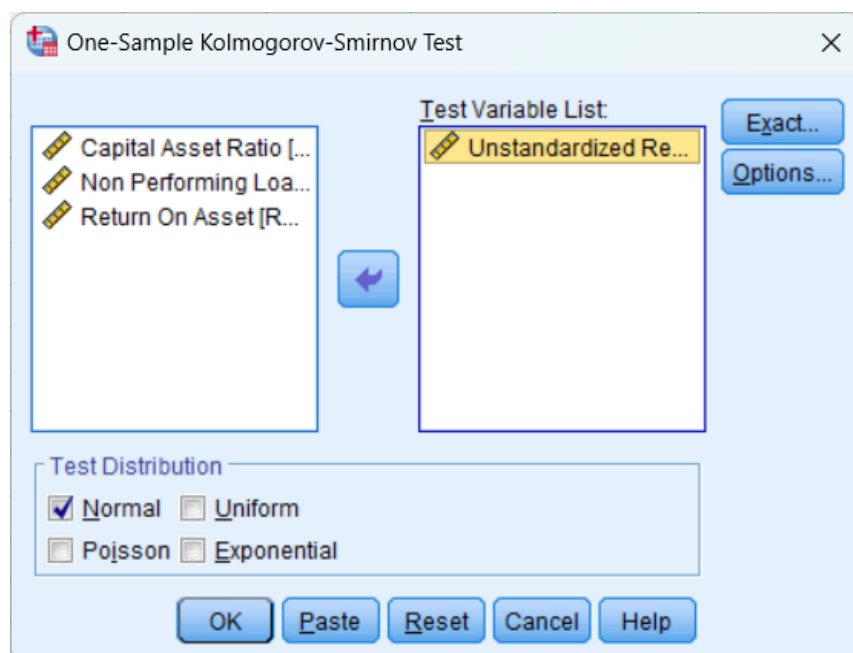 One-Sample Kolmogorov-Smirnov Test
Test Variable List:
Capital Asset Ratio [...
Non Performing Loa...
Return On Asset [R...
Unstandardized Re...
Exact...
Options...
Test Distribution
Normal Uniform
Poisson Exponential
OK Paste Reset Cancel Help